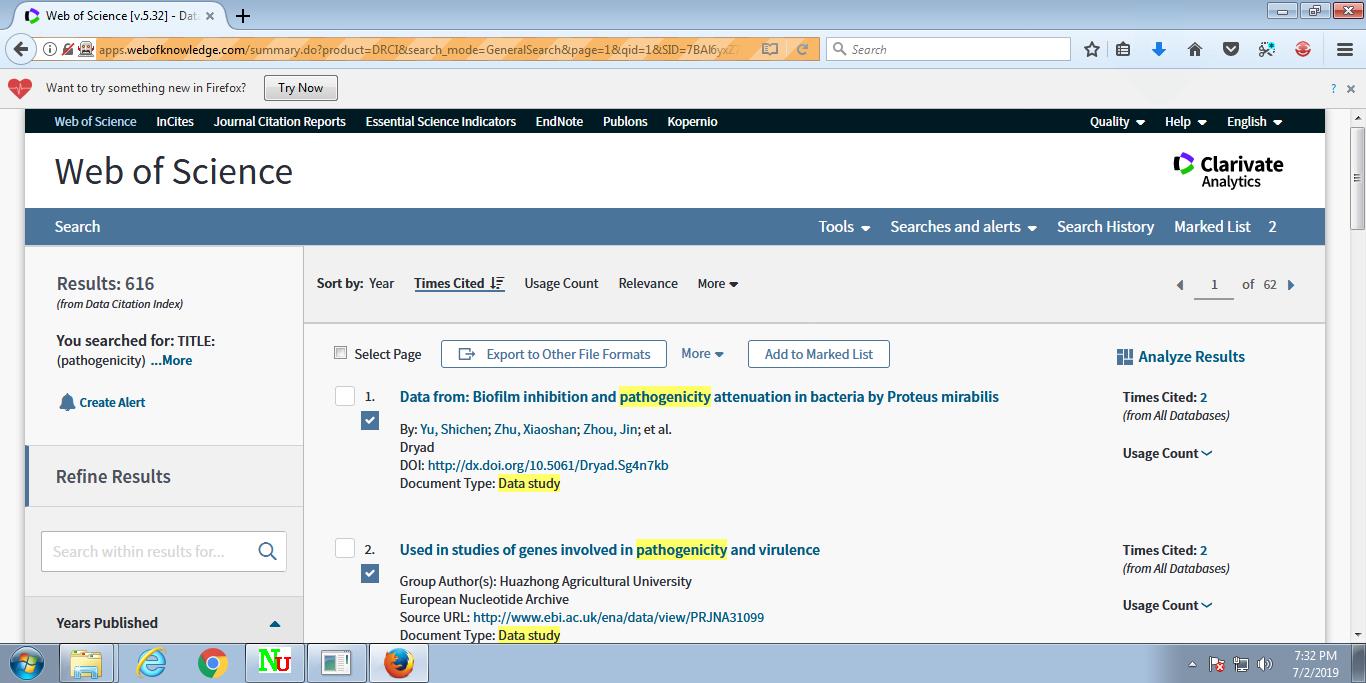 Web of Science [v.5.32] - Dat
apps.webofknowledge.com/summary.do?product=DRCI&search_mode=GeneralSearch&page=1&qid=1&SID=7BAI6yxZ
Search
Want to try something new in Firefox?
Try Now
?
Web of Science InCites Journal Citation Reports Essential Science Indicators EndNote Publons Kopernio Quality Help English
Web of Science
Clarivate
Analytics
Search Tools Searches and alerts Search History Marked List 2
Results: 616
(from Data Citation Index)
You searched for: TITLE:
(pathogenicity) ...More
Create Alert
Refine Results
Search within results for...
Years Published
Sort by: Year Times Cited Usage Count Relevance More
1 of 62
Select Page Export to Other File Formats More Add to Marked List
Analyze Results
1. Data from: Biofilm inhibition and pathogenicity attenuation in bacteria by Proteus mirabilis
By: Yu, Shichen; Zhu, Xiaoshan; Zhou, Jin; et al.
Dryad
DOI: http://dx.doi.org/10.5061/Dryad.Sg4n7kb
Document Type: Data study
Times Cited: 2
(from All Databases)
Usage Count
2. Used in studies of genes involved in pathogenicity and virulence
Group Author(s): Huazhong Agricultural University
European Nucleotide Archive
Source URL: http://www.ebi.ac.uk/ena/data/view/PRJNA31099
Document Type: Data study
Times Cited: 2
(from All Databases)
Usage Count
NU
7:32 PM
7/2/2019